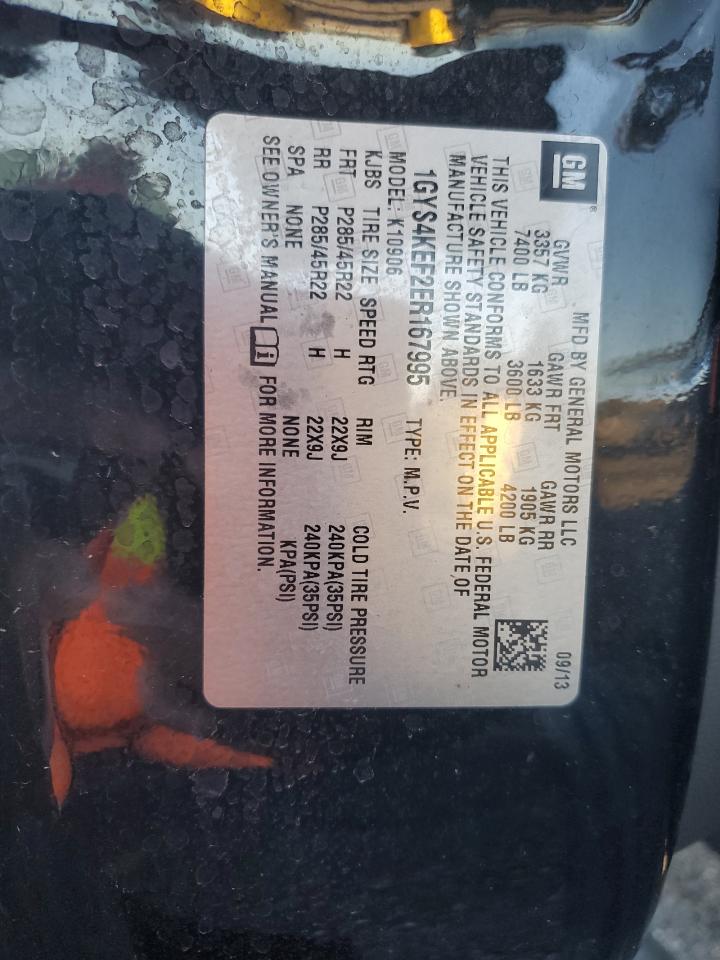 GM®
MFD BY GENERAL MOTORS LLC 09/13
GVWR GAWR FRT GAWR RR
3357 KG 1633 KG 1905 KG
7400 LB 3600 LB 4200 LB
THIS VEHICLE CONFORMS TO ALL APPLICABLE U.S. FEDERAL MOTOR
VEHICLE SAFETY STANDARDS IN EFFECT ON THE DATE OF
MANUFACTURE SHOWN ABOVE.
1GYS4KEF2ER167995 TYPE: M.P.V.
MODEL: K10906
KJBS TIRE SIZE SPEED RTG RIM COLD TIRE PRESSURE
FRT P285/45R22 H 22X9J 240KPA(35PSI)
RR P285/45R22 H 22X9J 240KPA(35PSI)
SPA NONE NONE KPA(PSI)
SEE OWNER'S MANUAL FOR MORE INFORMATION.